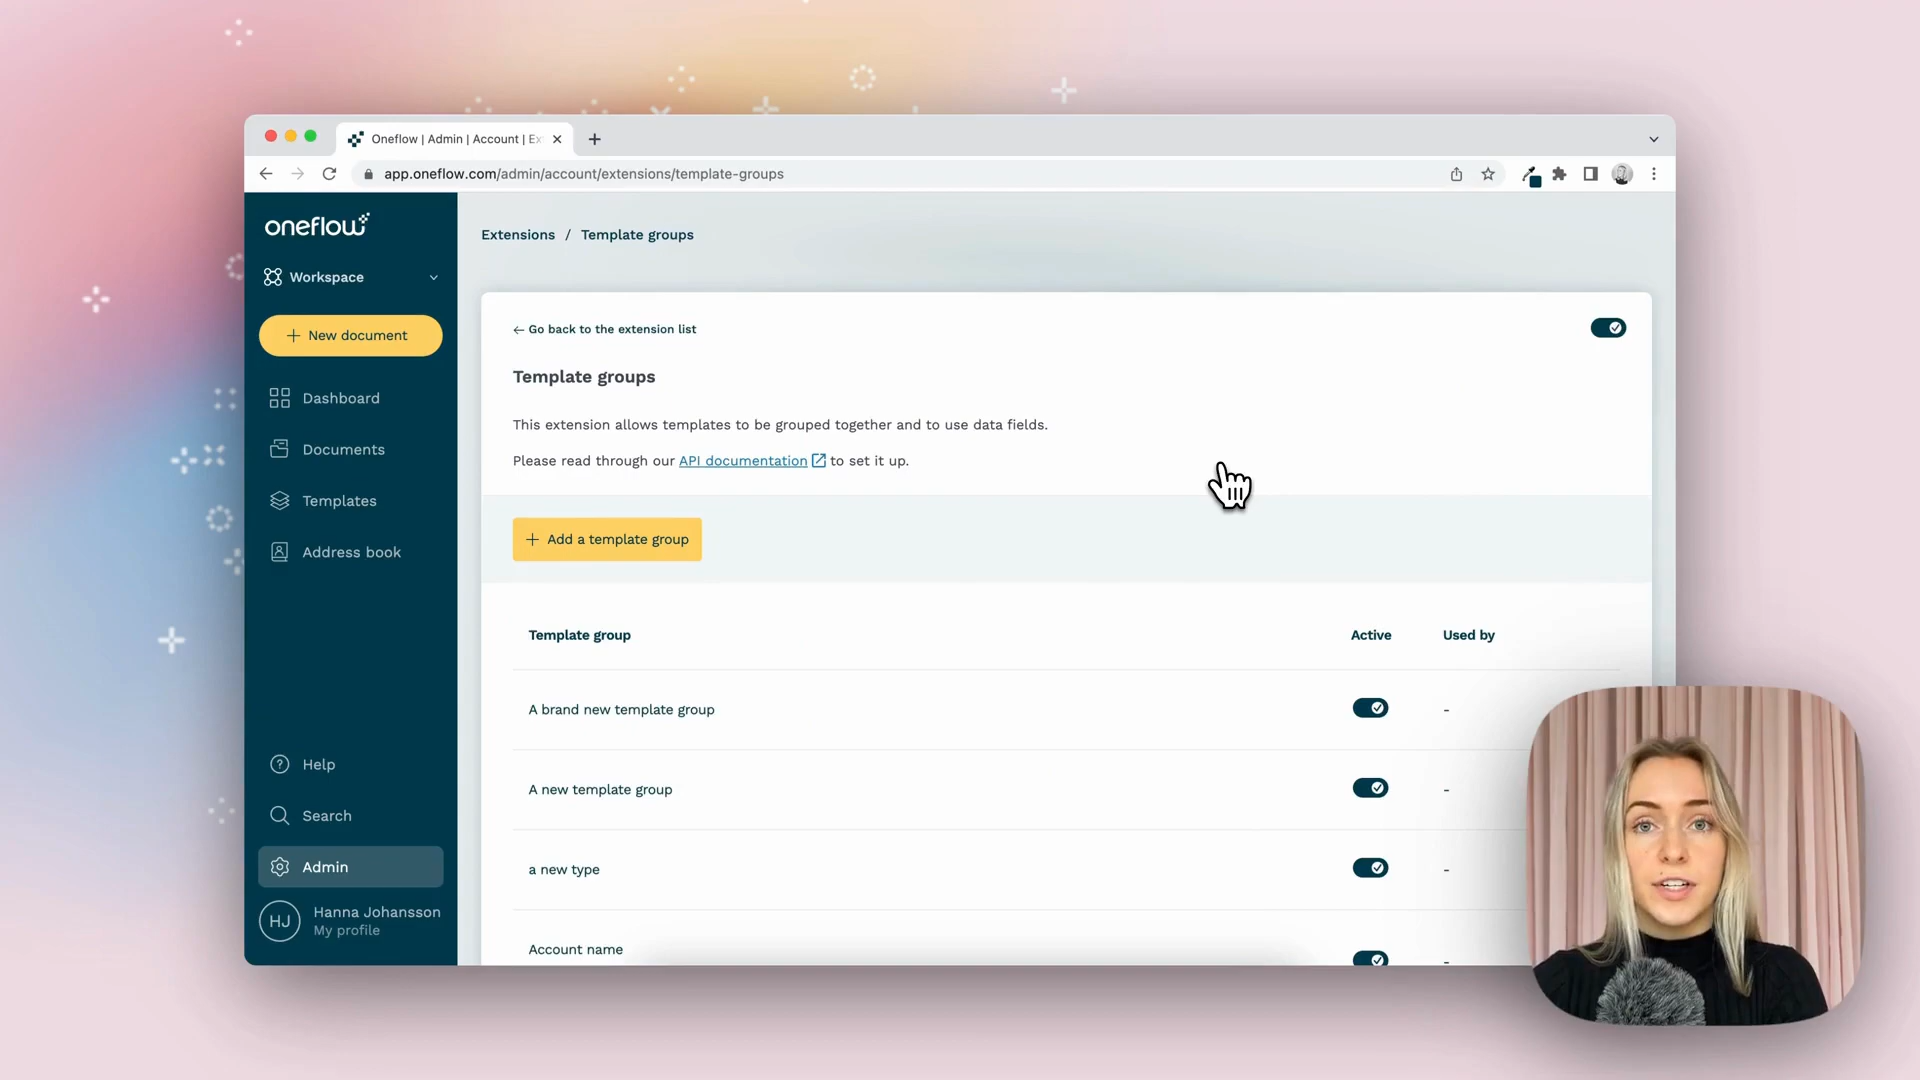 Oneflow | Admin | Account | Ex
app.oneflow.com/admin/account/extensions/template-groups
oneflow
Workspace
New document
Dashboard
Documents
Templates
Address book
Help
Search
Admin
HJ
Hanna Johansson
My profile
Extensions / Template groups
← Go back to the extension list
Template groups
This extension allows templates to be grouped together and to use data fields.
Please read through our API documentation to set it up.
+ Add a template group
Template group Active Used by
A brand new template group -
A new template group -
a new type -
Account name -